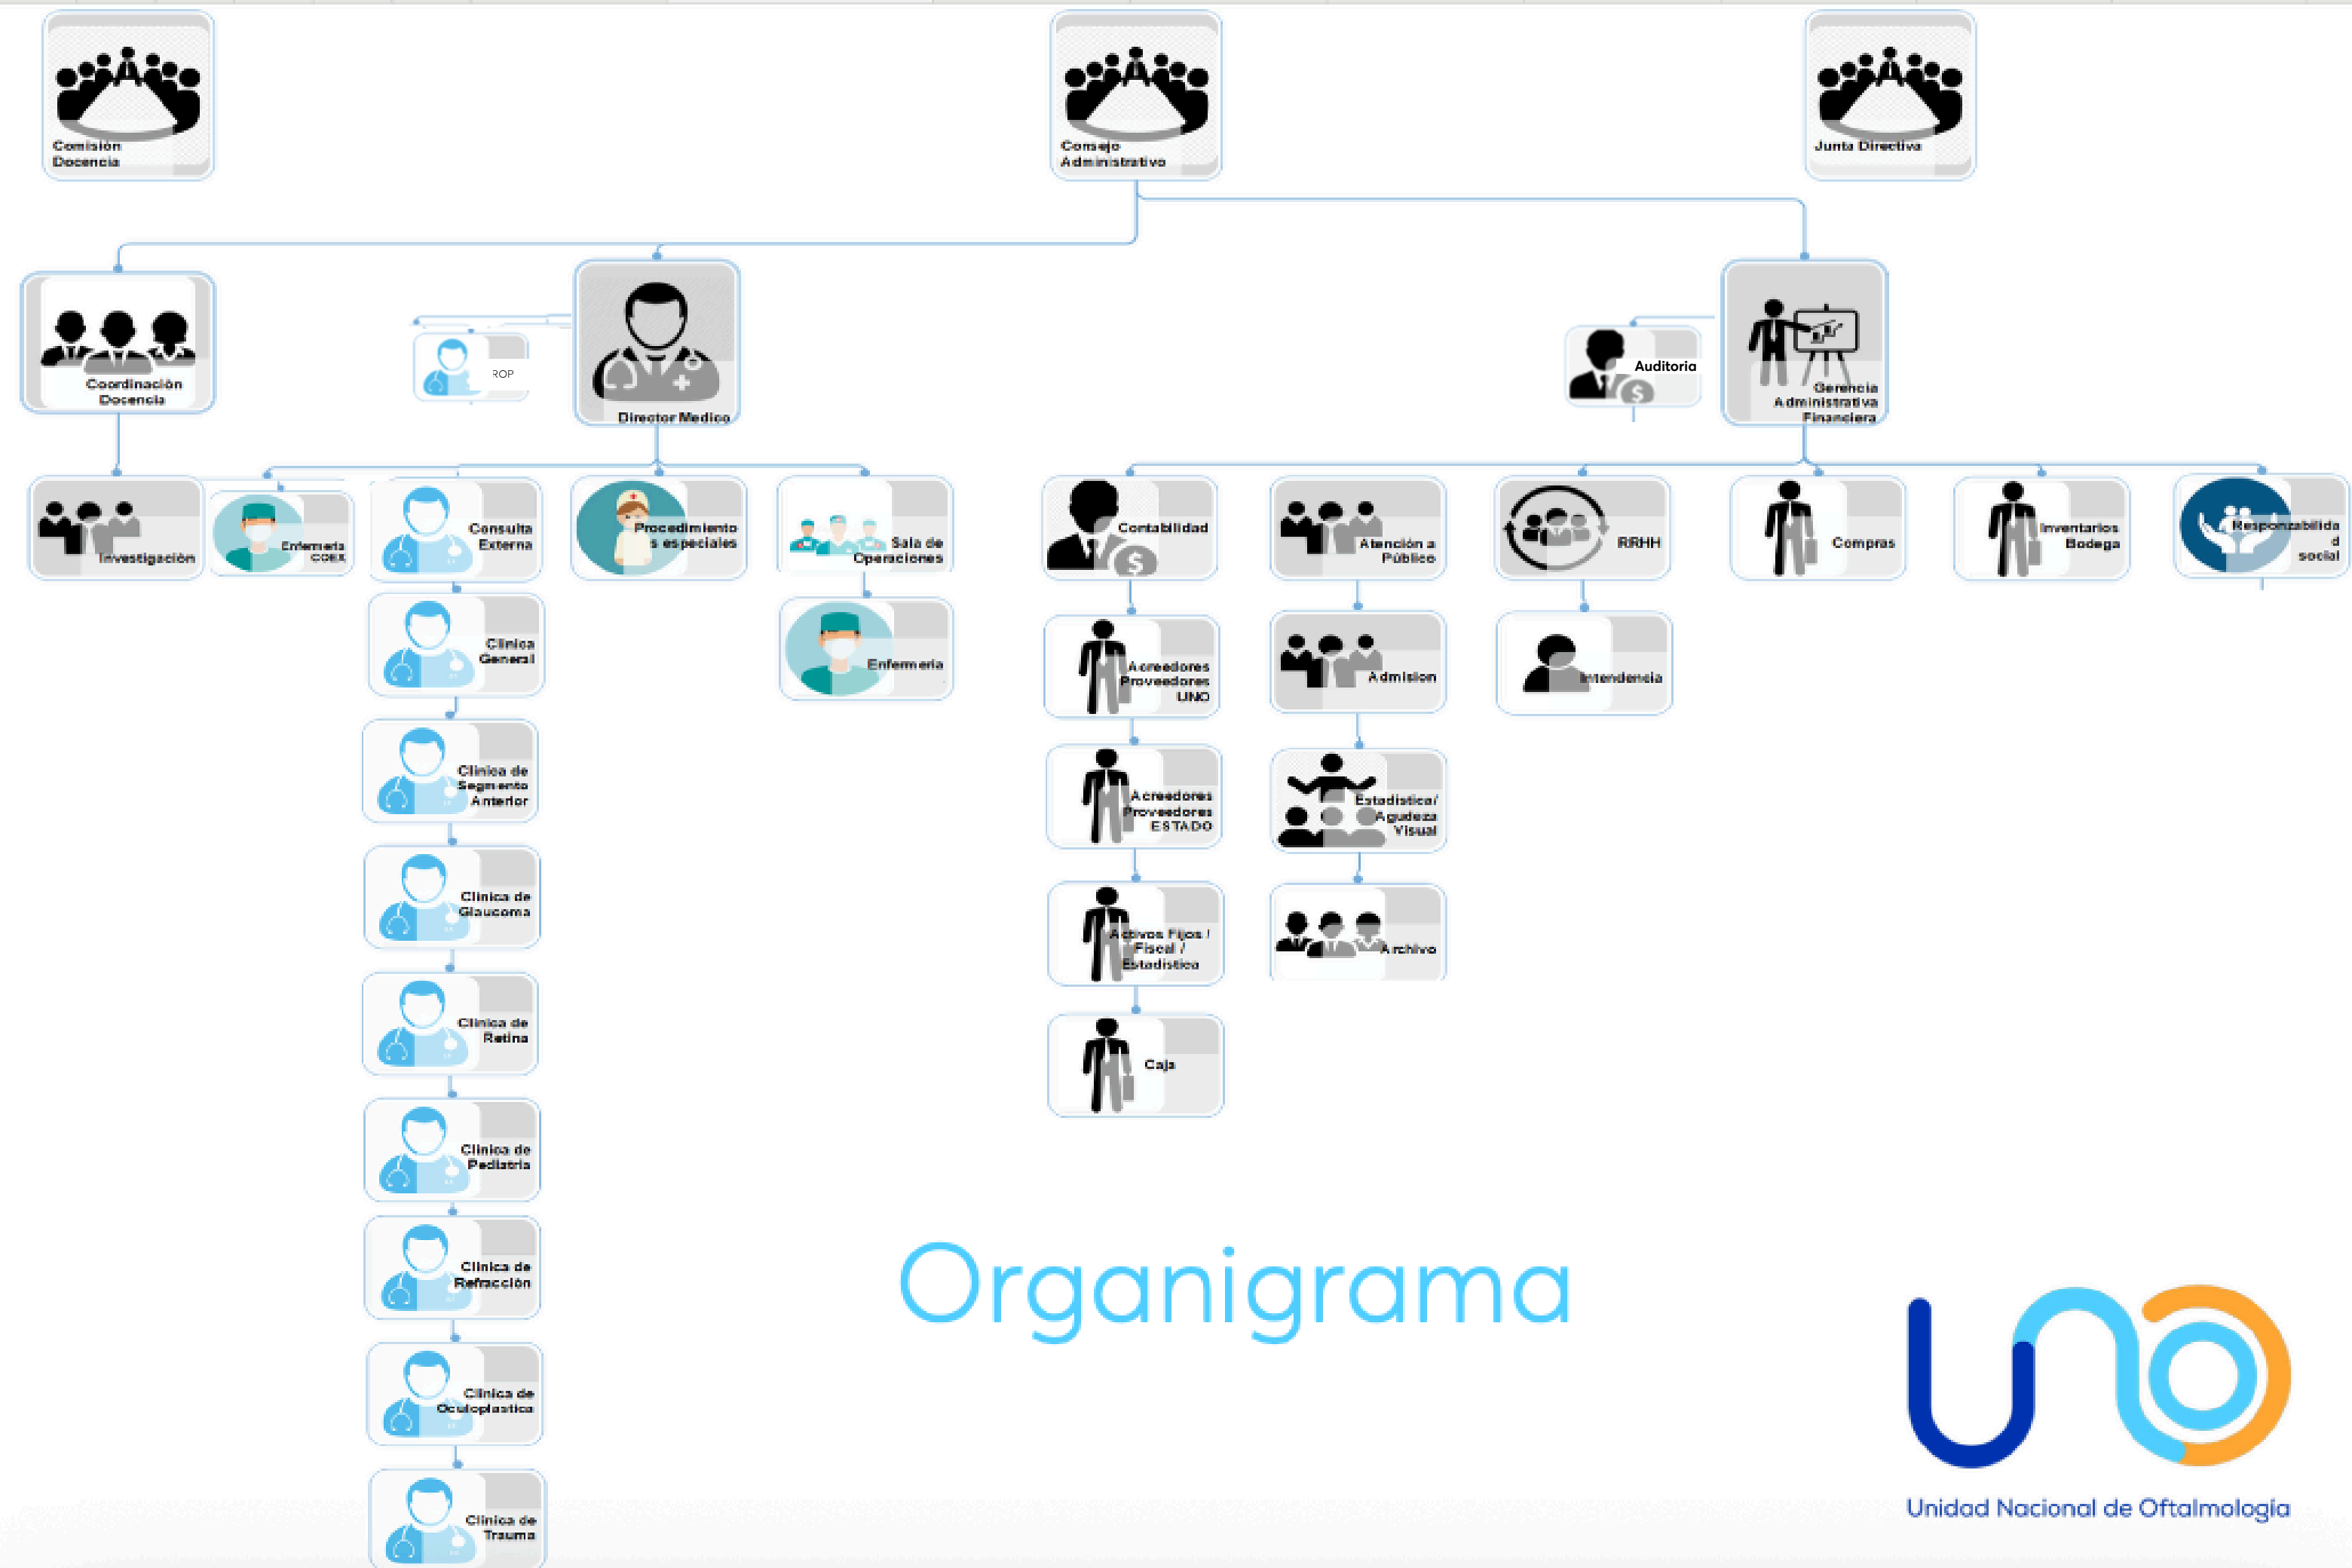 Comisión
Docencia
Consejo
Administrativo
Junta Directiva
Coordinación
Docencia
ROP
Director Medico
Auditoria
Gerencia
Administrativa
Financiera
Investigación
Enfermeria
COEX
Consulta
Externa
Procedimiento
s especiales
Sala de
Operaciones
Contabilidad
Atención a
Público
RRHH
Compras
Inventarios
Bodega
Responzabilida
d
social
Clinica
General
Enfermeria
Acreedores
Proveedores
UNO
Admision
Intendencia
Clinica de
Segmento
Anterior
Acreedores
Proveedores
ESTADO
Estadistica/
Agudeza
Visual
Clinica de
Glaucoma
Activos Fijos /
Fiscal /
Estadistica
Archivo
Clinica de
Retina
Caja
Clinica de
Pediatria
Clinica de
Refracción
Clinica de
Oculoplastica
Clinica de
Trauma
Organigrama
uno
Unidad Nacional de Oftalmología